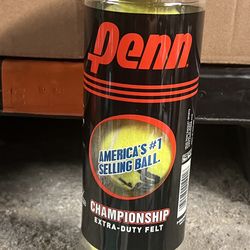 Penn
AMERICA'S #1
SELLING BALL.
CHAMPIONSHIP
EXTRA-DUTY FELT